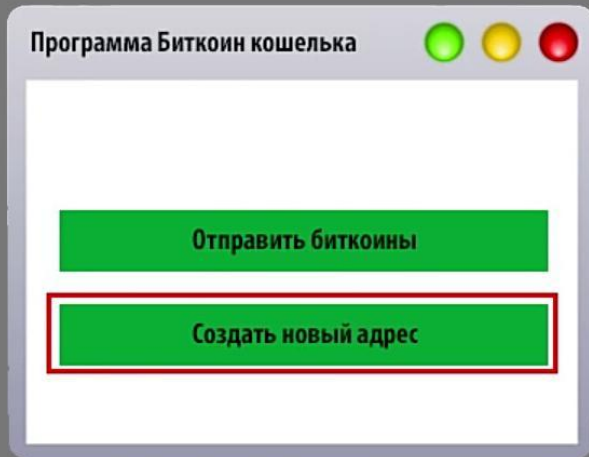 Программа Биткоин кошелька
Отправить биткоины
Создать новый адрес